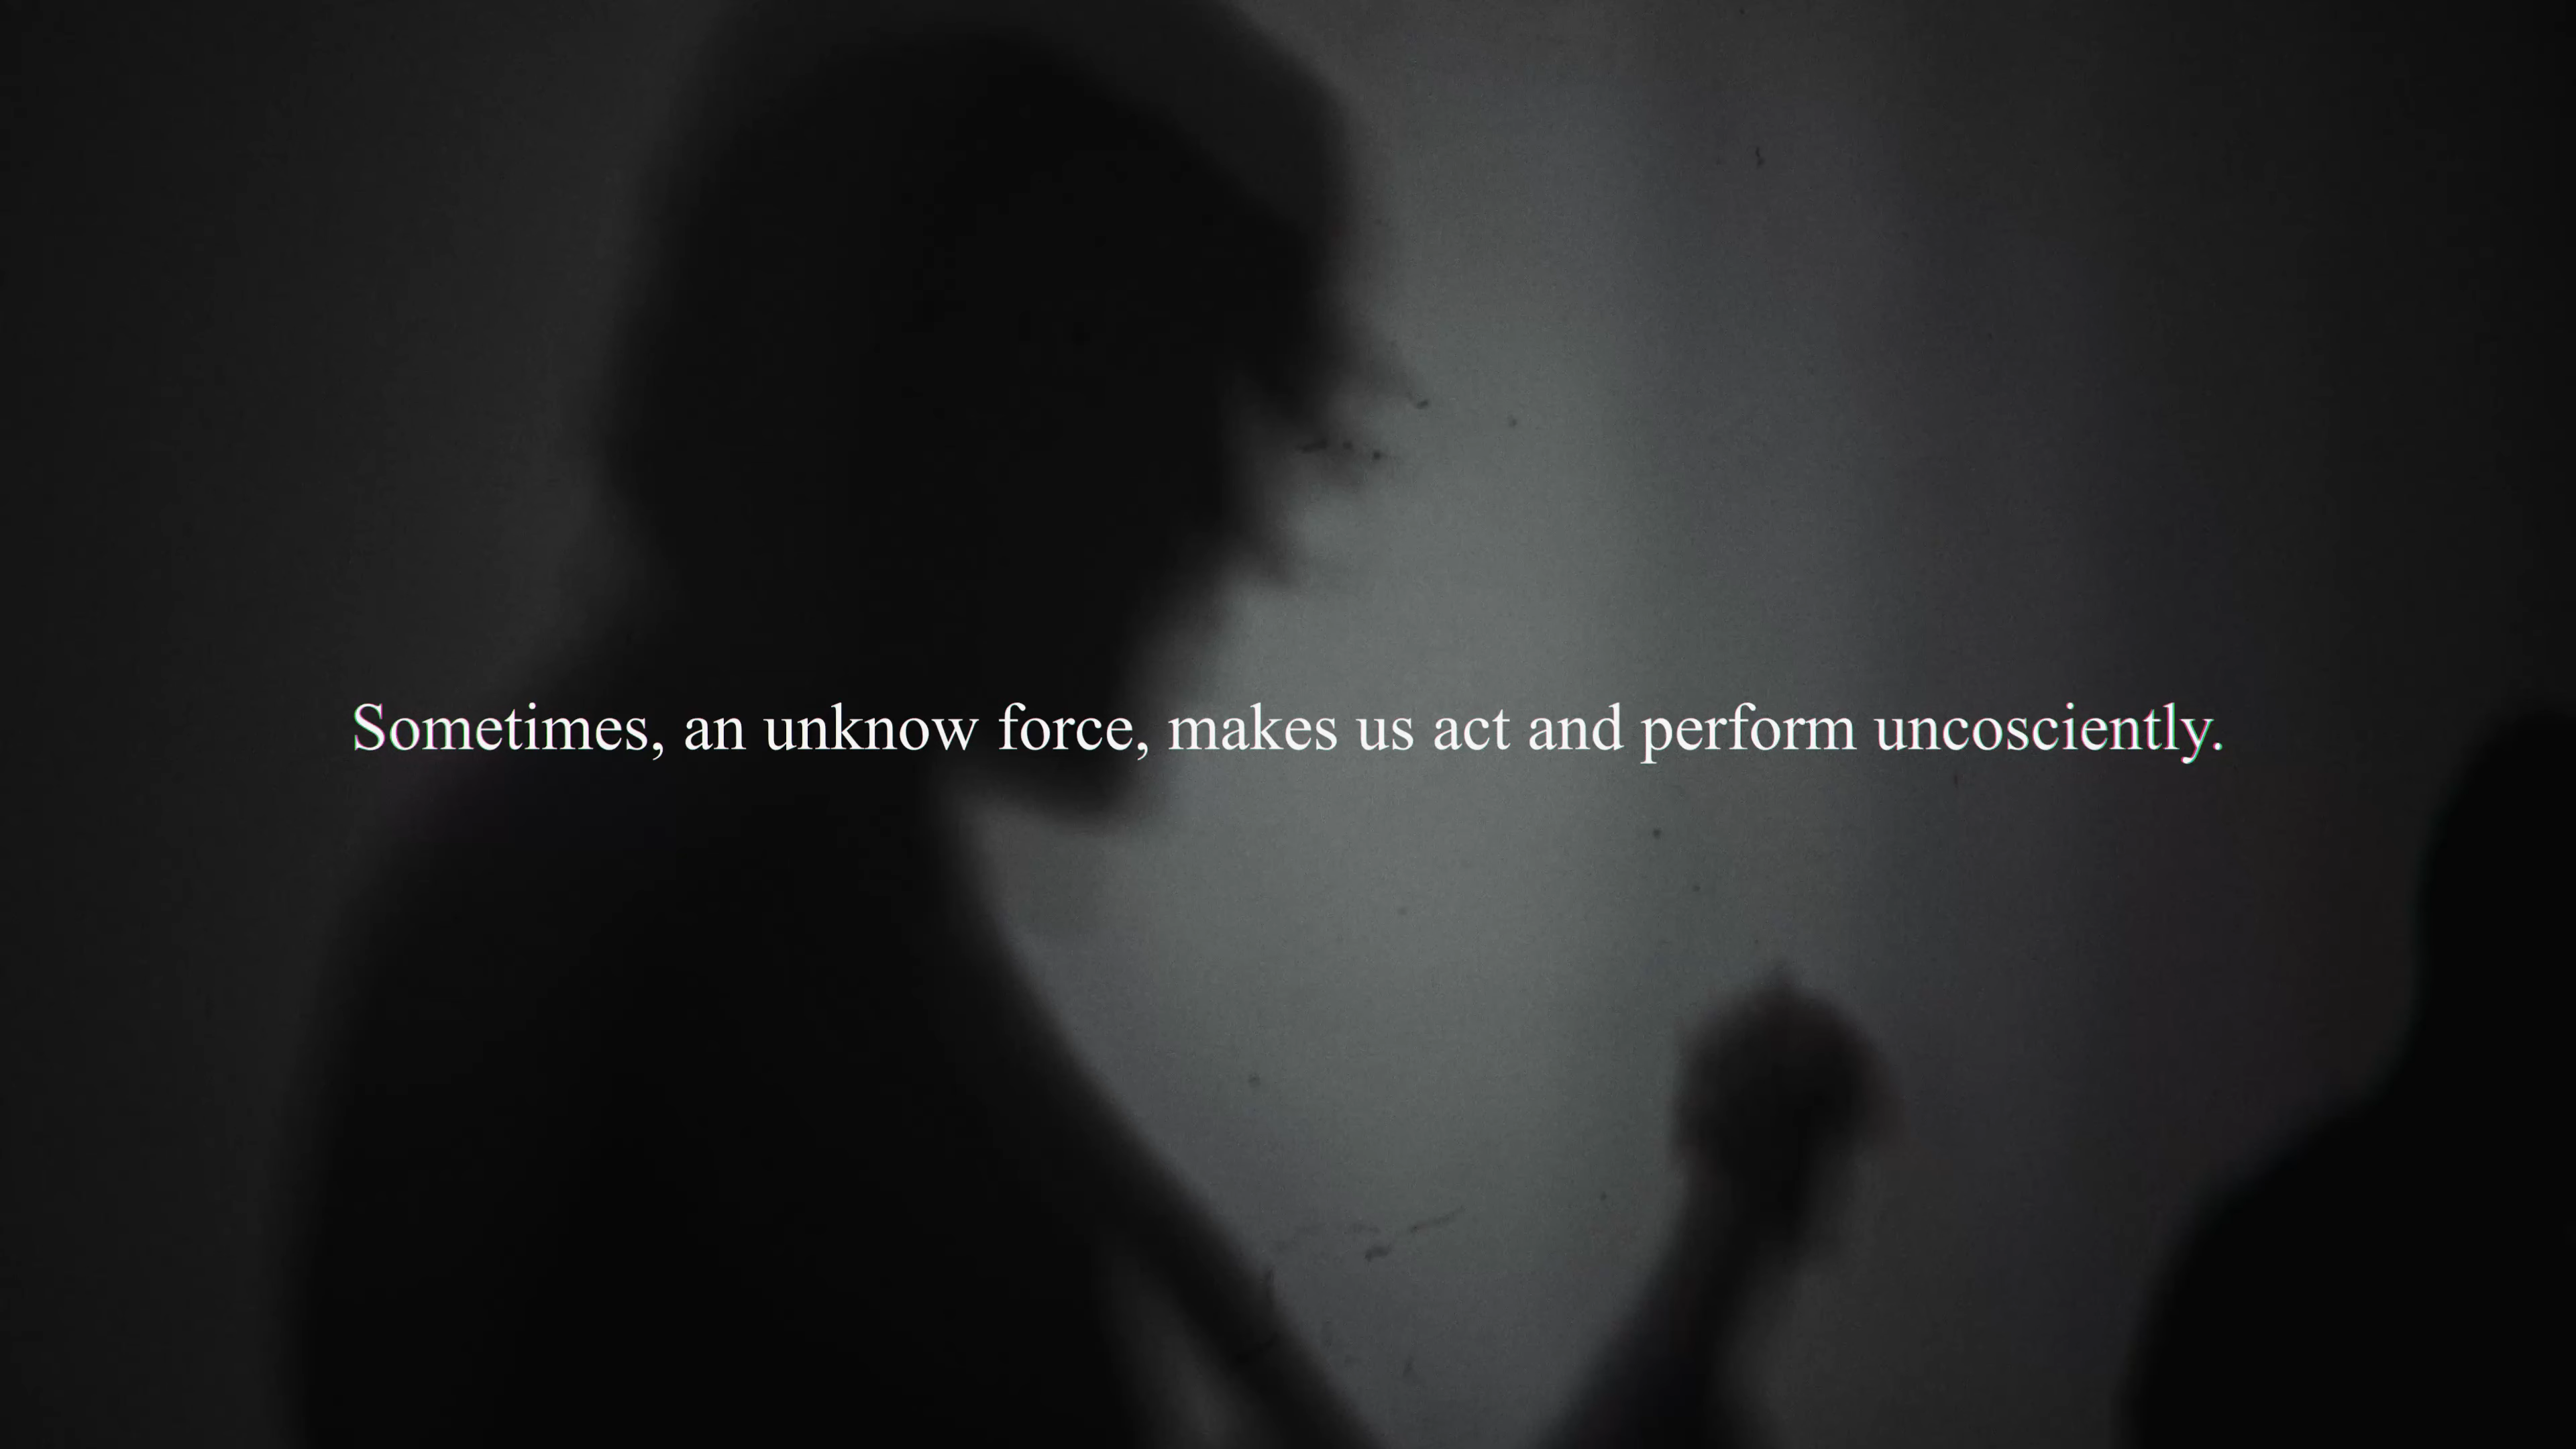 Sometimes, an unknow force, makes us act and perform uncosciently.